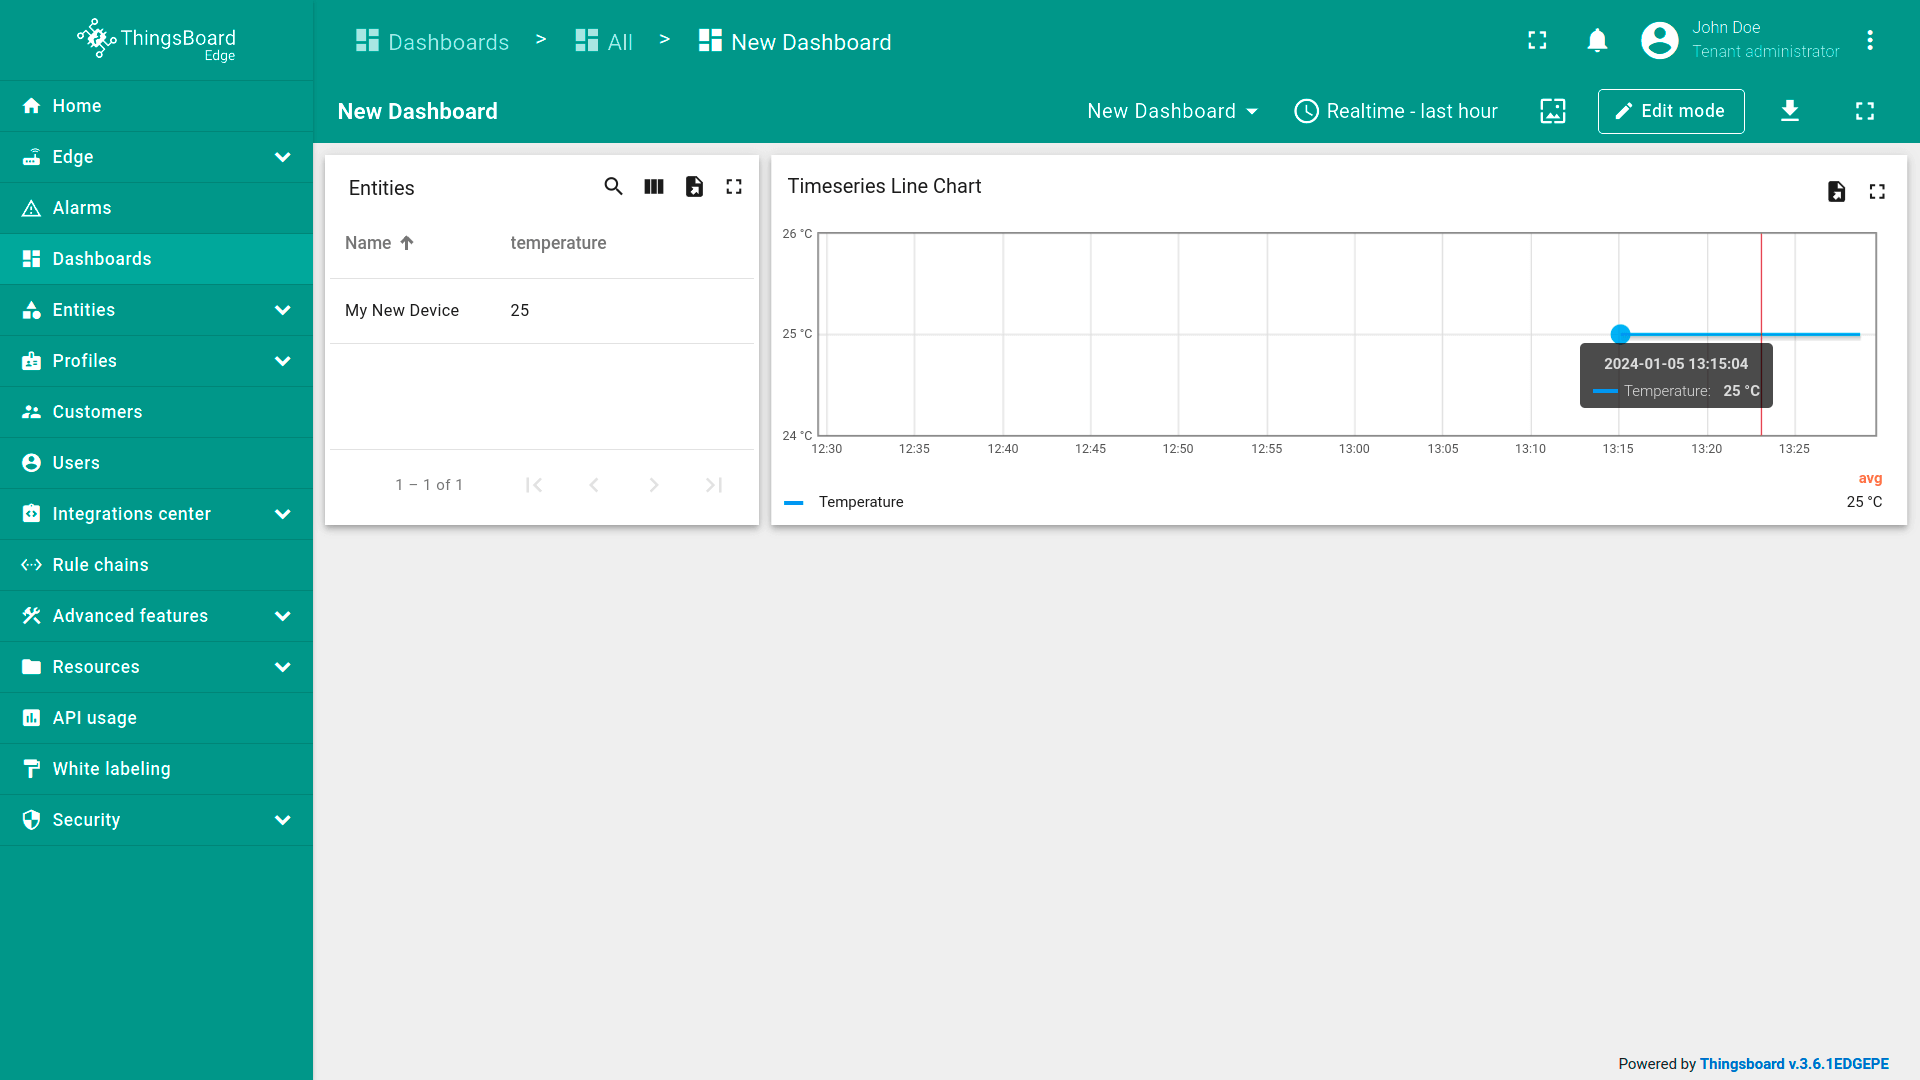 ThingsBoard
Edge
Home
Edge
Alarms
Dashboards
Entities
Profiles
Customers
Users
Integrations center
Rule chains
Advanced features
Resources
API usage
White labeling
Security
Dashboards > All > New Dashboard
John Doe
Tenant administrator
New Dashboard
New Dashboard
Realtime - last hour
Edit mode
Entities
Name temperature
My New Device 25
1 – 1 of 1
Timeseries Line Chart
26 °C
25 °C
24 °C
2024-01-05 13:15:04
Temperature: 25 °C
12:30 12:35 12:40 12:45 12:50 12:55 13:00 13:05 13:10 13:15 13:20 13:25
avg
Temperature 25 °C
Powered by Thingsboard v.3.6.1EDGEPE